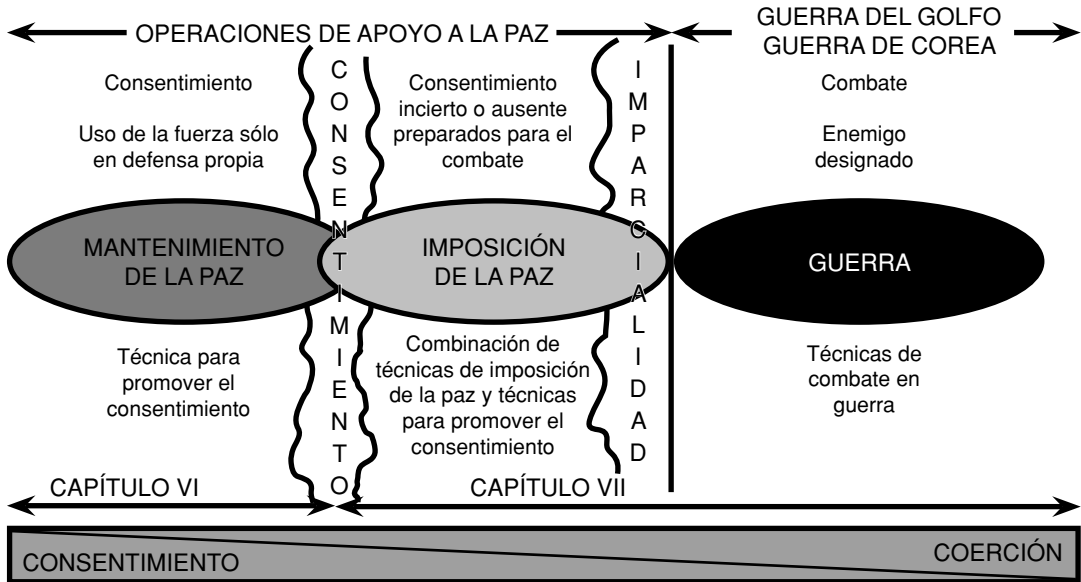 OPERACIONES DE APOYO A LA PAZ
GUERRA DEL GOLFO
GUERRA DE COREA
Consentimiento
Uso de la fuerza sólo
en defensa propia
CONSENTIMIENTO
Consentimiento
incierto o ausente
preparados para el
combate
IMPARCIALIDAD
Combate
Enemigo
designado
MANTENIMIENTO
DE LA PAZ
IMPOSICIÓN
DE LA PAZ
GUERRA
Técnica para
promover el
consentimiento
Combinación de
técnicas de imposición
de la paz y técnicas
para promover el
consentimiento
Técnicas de
combate en
guerra
CAPÍTULO VI
CAPÍTULO VII
CONSENTIMIENTO
COERCIÓN